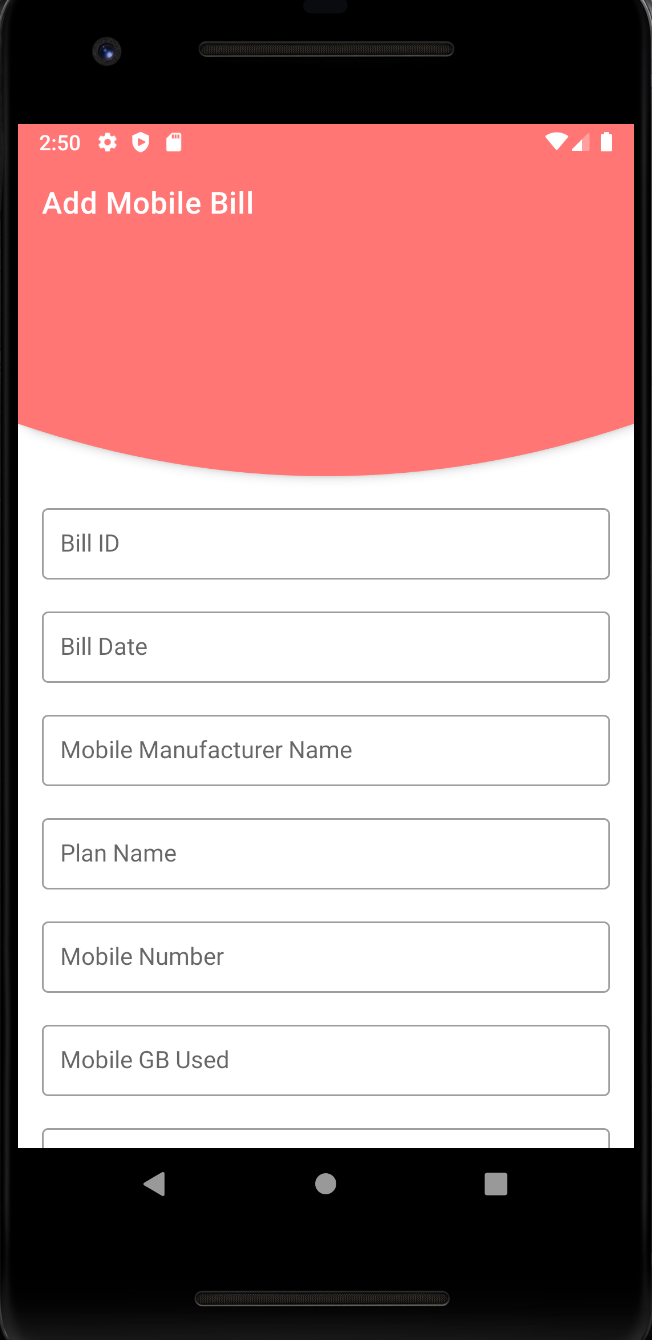 2:50
Add Mobile Bill
Bill ID
Bill Date
Mobile Manufacturer Name
Plan Name
Mobile Number
Mobile GB Used